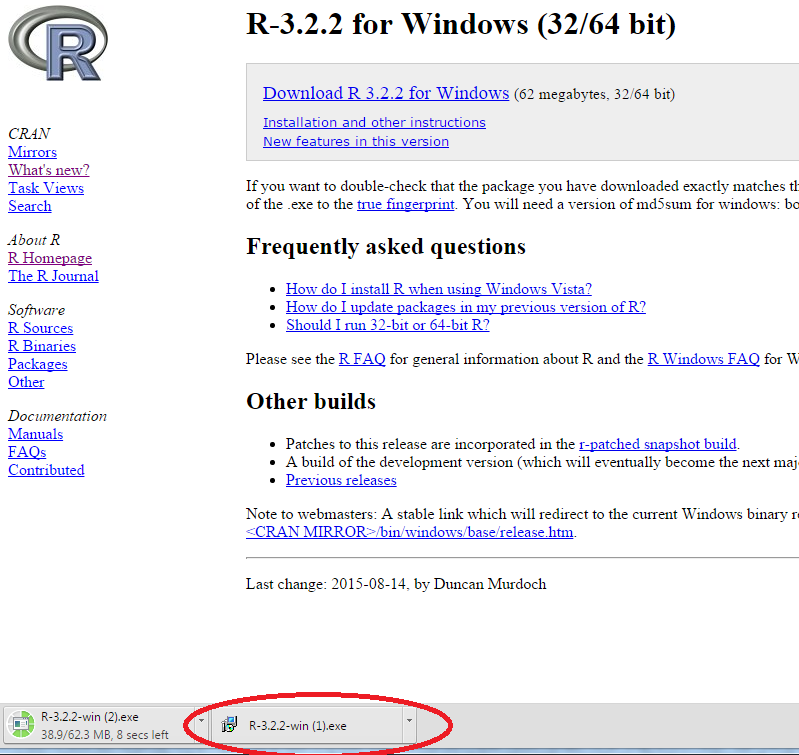 R
CRAN
Mirrors
What's new?
Task Views
Search
About R
R Homepage
The R Journal
Software
R Sources
R Binaries
Packages
Other
Documentation
Manuals
FAQs
Contributed
R-3.2.2 for Windows (32/64 bit)
Download R 3.2.2 for Windows (62 megabytes, 32/64 bit)
Installation and other instructions
New features in this version
If you want to double-check that the package you have downloaded exactly matches
of the .exe to the true fingerprint. You will need a version of md5sum for windows:
Frequently asked questions
• How do I install R when using Windows Vista?
• How do I update packages in my previous version of R?
• Should I run 32-bit or 64-bit R?
Please see the R FAQ for general information about R and the R Windows FAQ for
Other builds
• Patches to this release are incorporated in the r-patched snapshot build.
• A build of the development version (which will eventually become the next
• Previous releases
Note to webmasters: A stable link which will redirect to the current Windows binary
<CRAN MIRROR>/bin/windows/base/release.htm.
Last change: 2015-08-14, by Duncan Murdoch
R-3.2.2-win (2).exe
38.9/62.3 MB, 8 secs left
R-3.2.2-win (1).exe